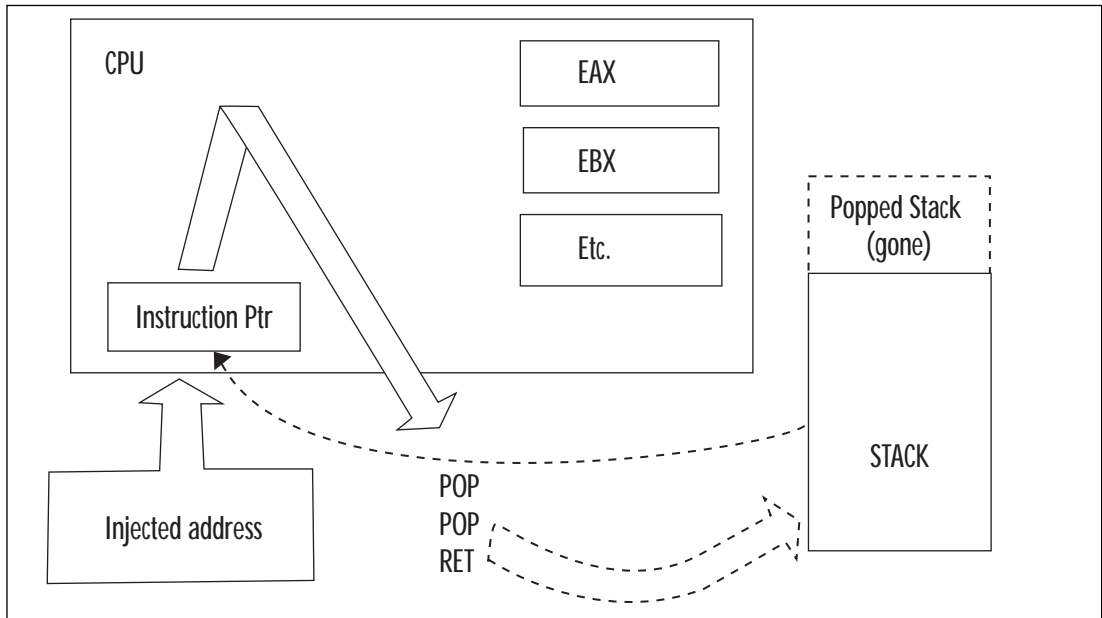 CPU
EAX
EBX
Etc.
Instruction Ptr
Popped Stack
(gone)
STACK
Injected address
POP
POP
RET